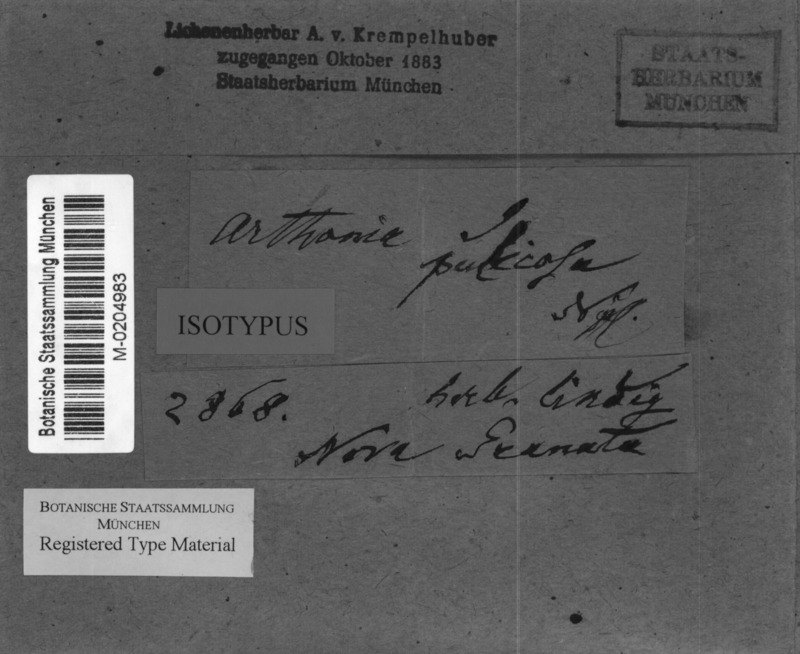 Lichenenherbar A. v. Krempelhuber
zugegangen Oktober 1883
Staatsherbarium München
STAATS-
HERBARIUM
MÜNCHEN
Botanische Staatssammlung München
M-0204983
Arthonia
pulicosa
Nyl.
ISOTYPUS
2868. herb. Lindig
Nova Granata
BOTANISCHE STAATSSAMMLUNG
MÜNCHEN
Registered Type Material